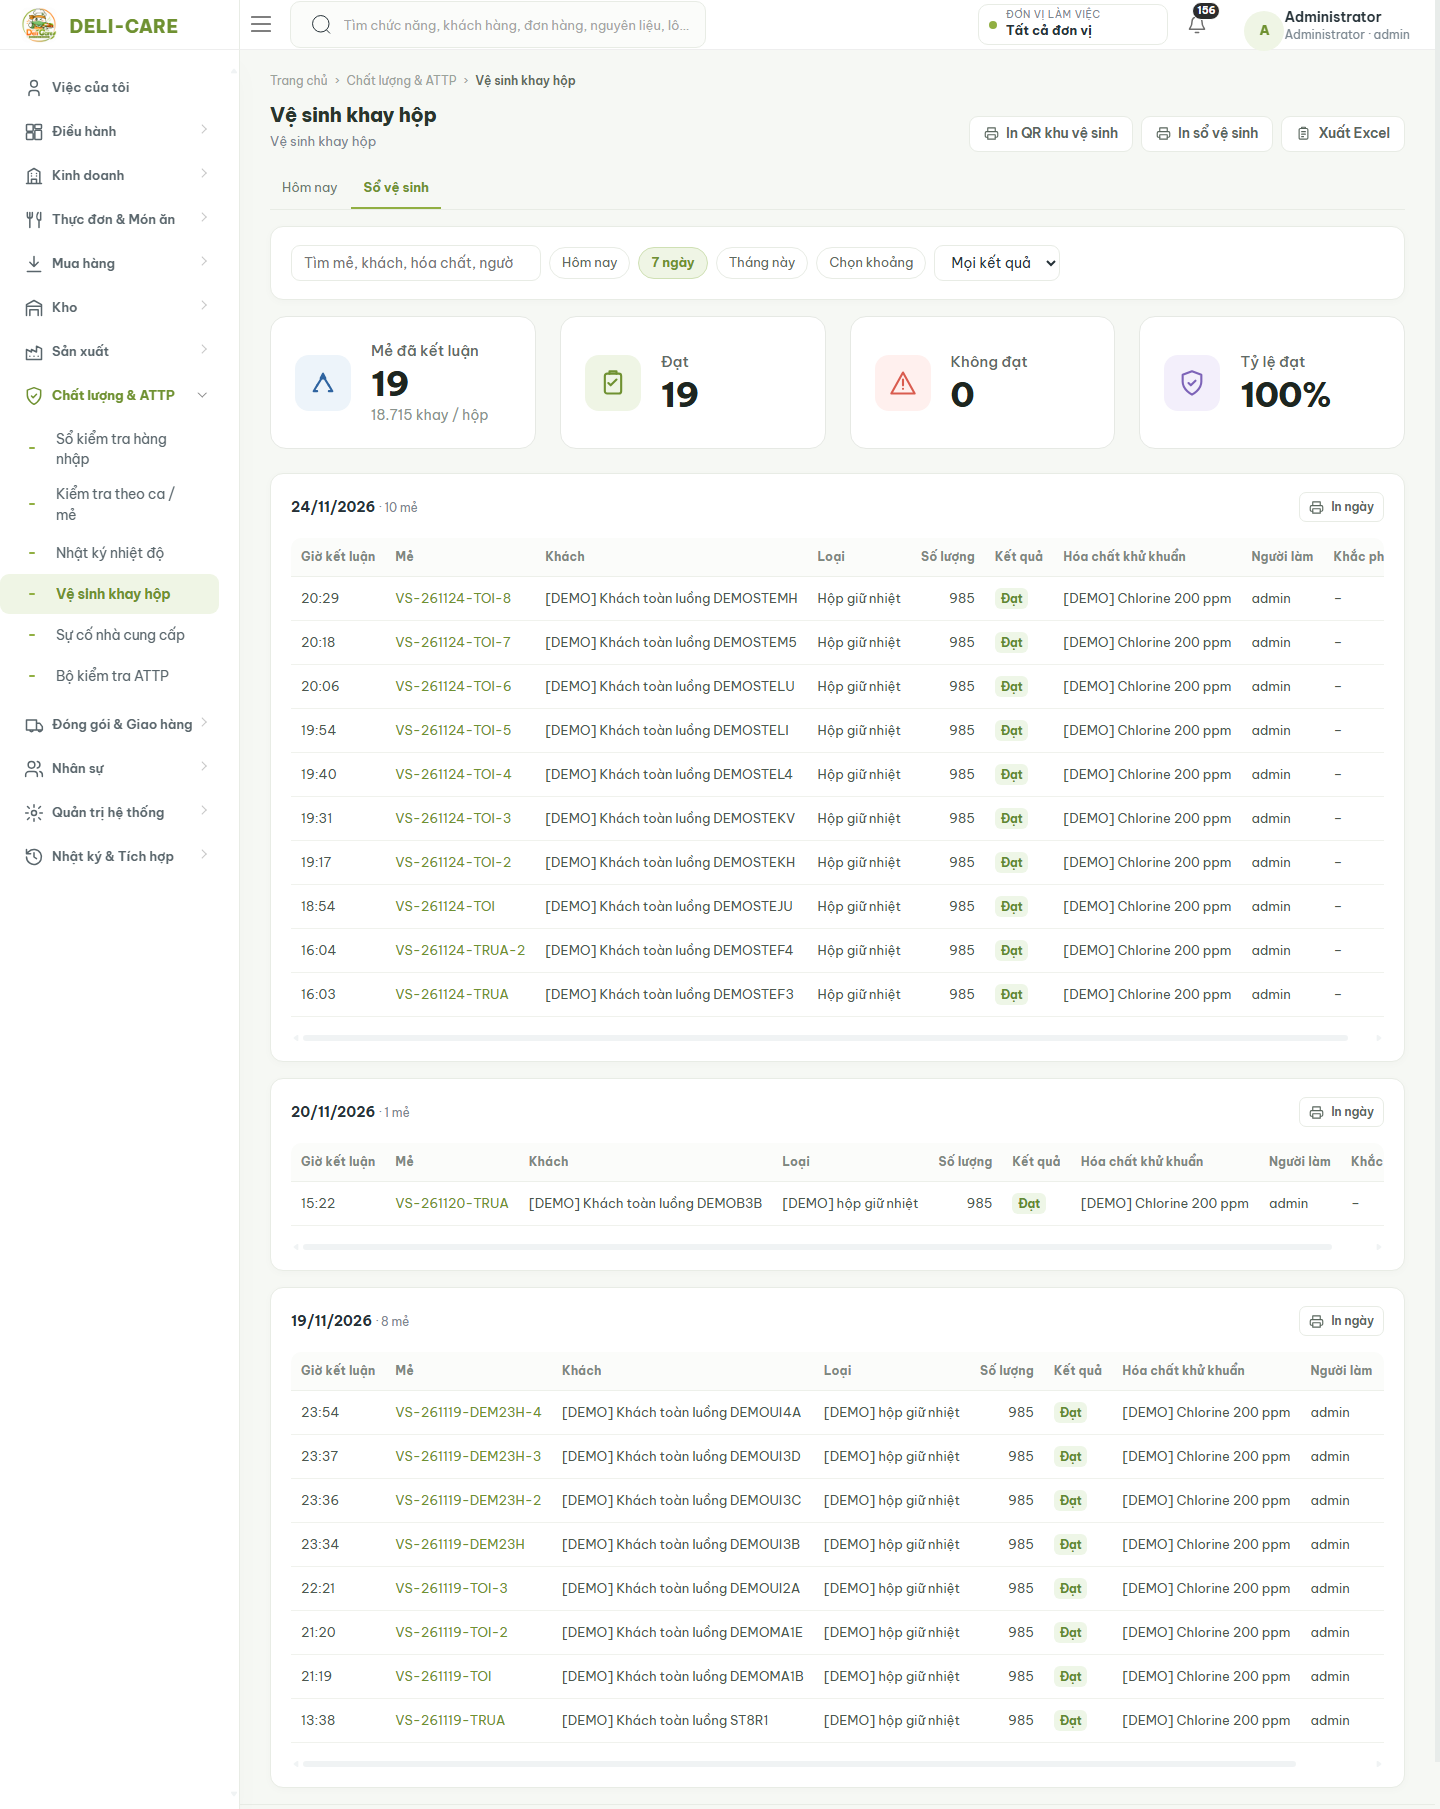 DELI-CARE
Tìm chức năng, khách hàng, đơn hàng, nguyên liệu, lô...
ĐƠN VỊ LÀM VIỆC
Tất cả đơn vị
156
A
Administrator
Administrator · admin
Việc của tôi
Điều hành
Kinh doanh
Thực đơn & Món ăn
Mua hàng
Kho
Sản xuất
Chất lượng & ATTP
Sổ kiểm tra hàng nhập
Kiểm tra theo ca / mẻ
Nhật ký nhiệt độ
Vệ sinh khay hộp
Sự cố nhà cung cấp
Bộ kiểm tra ATTP
Đóng gói & Giao hàng
Nhân sự
Quản trị hệ thống
Nhật ký & Tích hợp
Trang chủ › Chất lượng & ATTP › Vệ sinh khay hộp
Vệ sinh khay hộp
Vệ sinh khay hộp
In QR khu vệ sinh
In sổ vệ sinh
Xuất Excel
Hôm nay
Sổ vệ sinh
Tìm mẻ, khách, hóa chất, ngườ
Hôm nay
7 ngày
Tháng này
Chọn khoảng
Mọi kết quả
Mẻ đã kết luận
19
18.715 khay / hộp
Đạt
19
Không đạt
0
Tỷ lệ đạt
100%
24/11/2026 · 10 mẻ
In ngày
Giờ kết luận Mẻ Khách Loại Số lượng Kết quả Hóa chất khử khuẩn Người làm Khắc ph
20:29 VS-261124-TOI-8 [DEMO] Khách toàn luồng DEMOSTEMH Hộp giữ nhiệt 985 Đạt [DEMO] Chlorine 200 ppm admin –
20:18 VS-261124-TOI-7 [DEMO] Khách toàn luồng DEMOSTEM5 Hộp giữ nhiệt 985 Đạt [DEMO] Chlorine 200 ppm admin –
20:06 VS-261124-TOI-6 [DEMO] Khách toàn luồng DEMOSTELU Hộp giữ nhiệt 985 Đạt [DEMO] Chlorine 200 ppm admin –
19:54 VS-261124-TOI-5 [DEMO] Khách toàn luồng DEMOSTELI Hộp giữ nhiệt 985 Đạt [DEMO] Chlorine 200 ppm admin –
19:40 VS-261124-TOI-4 [DEMO] Khách toàn luồng DEMOSTEL4 Hộp giữ nhiệt 985 Đạt [DEMO] Chlorine 200 ppm admin –
19:31 VS-261124-TOI-3 [DEMO] Khách toàn luồng DEMOSTEKV Hộp giữ nhiệt 985 Đạt [DEMO] Chlorine 200 ppm admin –
19:17 VS-261124-TOI-2 [DEMO] Khách toàn luồng DEMOSTEKH Hộp giữ nhiệt 985 Đạt [DEMO] Chlorine 200 ppm admin –
18:54 VS-261124-TOI [DEMO] Khách toàn luồng DEMOSTEJU Hộp giữ nhiệt 985 Đạt [DEMO] Chlorine 200 ppm admin –
16:04 VS-261124-TRUA-2 [DEMO] Khách toàn luồng DEMOSTEF4 Hộp giữ nhiệt 985 Đạt [DEMO] Chlorine 200 ppm admin –
16:03 VS-261124-TRUA [DEMO] Khách toàn luồng DEMOSTEF3 Hộp giữ nhiệt 985 Đạt [DEMO] Chlorine 200 ppm admin –
20/11/2026 · 1 mẻ
In ngày
Giờ kết luận Mẻ Khách Loại Số lượng Kết quả Hóa chất khử khuẩn Người làm Khắc
15:22 VS-261120-TRUA [DEMO] Khách toàn luồng DEMOB3B [DEMO] hộp giữ nhiệt 985 Đạt [DEMO] Chlorine 200 ppm admin –
19/11/2026 · 8 mẻ
In ngày
Giờ kết luận Mẻ Khách Loại Số lượng Kết quả Hóa chất khử khuẩn Người làm
23:54 VS-261119-DEM23H-4 [DEMO] Khách toàn luồng DEMOUI4A [DEMO] hộp giữ nhiệt 985 Đạt [DEMO] Chlorine 200 ppm admin
23:37 VS-261119-DEM23H-3 [DEMO] Khách toàn luồng DEMOUI3D [DEMO] hộp giữ nhiệt 985 Đạt [DEMO] Chlorine 200 ppm admin
23:36 VS-261119-DEM23H-2 [DEMO] Khách toàn luồng DEMOUI3C [DEMO] hộp giữ nhiệt 985 Đạt [DEMO] Chlorine 200 ppm admin
23:34 VS-261119-DEM23H [DEMO] Khách toàn luồng DEMOUI3B [DEMO] hộp giữ nhiệt 985 Đạt [DEMO] Chlorine 200 ppm admin
22:21 VS-261119-TOI-3 [DEMO] Khách toàn luồng DEMOUI2A [DEMO] hộp giữ nhiệt 985 Đạt [DEMO] Chlorine 200 ppm admin
21:20 VS-261119-TOI-2 [DEMO] Khách toàn luồng DEMOMA1E [DEMO] hộp giữ nhiệt 985 Đạt [DEMO] Chlorine 200 ppm admin
21:19 VS-261119-TOI [DEMO] Khách toàn luồng DEMOMA1B [DEMO] hộp giữ nhiệt 985 Đạt [DEMO] Chlorine 200 ppm admin
13:38 VS-261119-TRUA [DEMO] Khách toàn luồng ST8R1 [DEMO] hộp giữ nhiệt 985 Đạt [DEMO] Chlorine 200 ppm admin